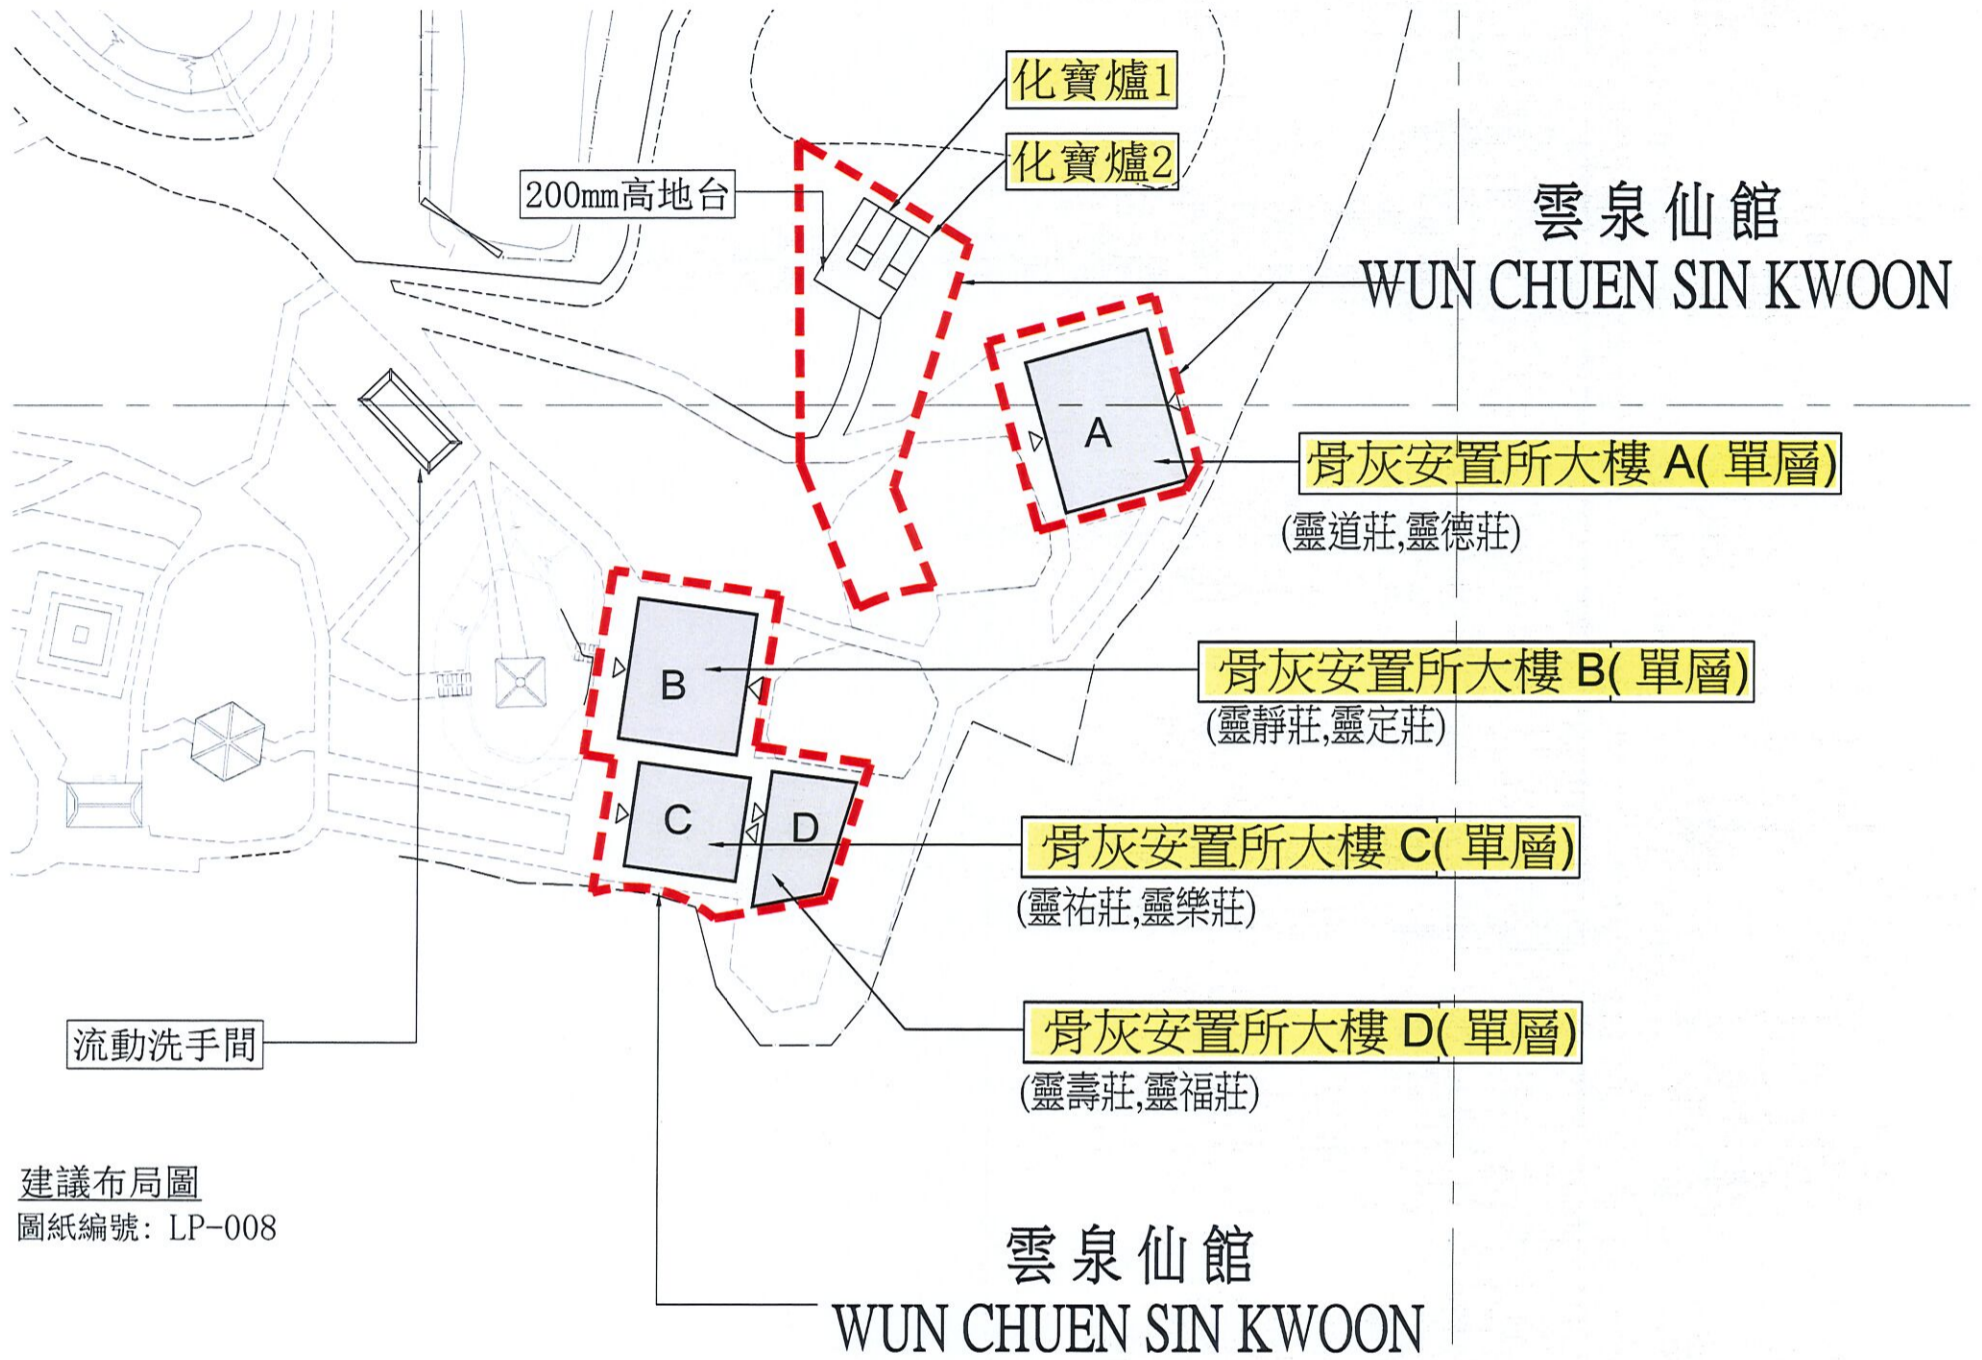 化寶爐1
化寶爐2
200mm高地台
雲泉仙館
WUN CHUEN SIN KWOON
A
骨灰安置所大樓 A( 單層)
(靈道莊,靈德莊)
B
骨灰安置所大樓 B( 單層)
(靈靜莊,靈定莊)
C
D
骨灰安置所大樓 C( 單層)
(靈祐莊,靈樂莊)
骨灰安置所大樓 D( 單層)
(靈壽莊,靈福莊)
流動洗手間
建議布局圖
圖紙編號: LP-008
雲泉仙館
WUN CHUEN SIN KWOON